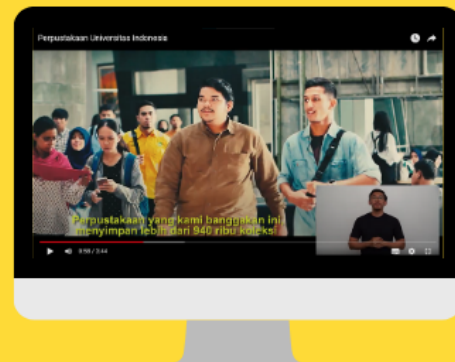 Perpustakaan Universitas Indonesia
Perpustakaan yang kami banggakan ini
menyimpan lebih dari 940 ribu koleksi